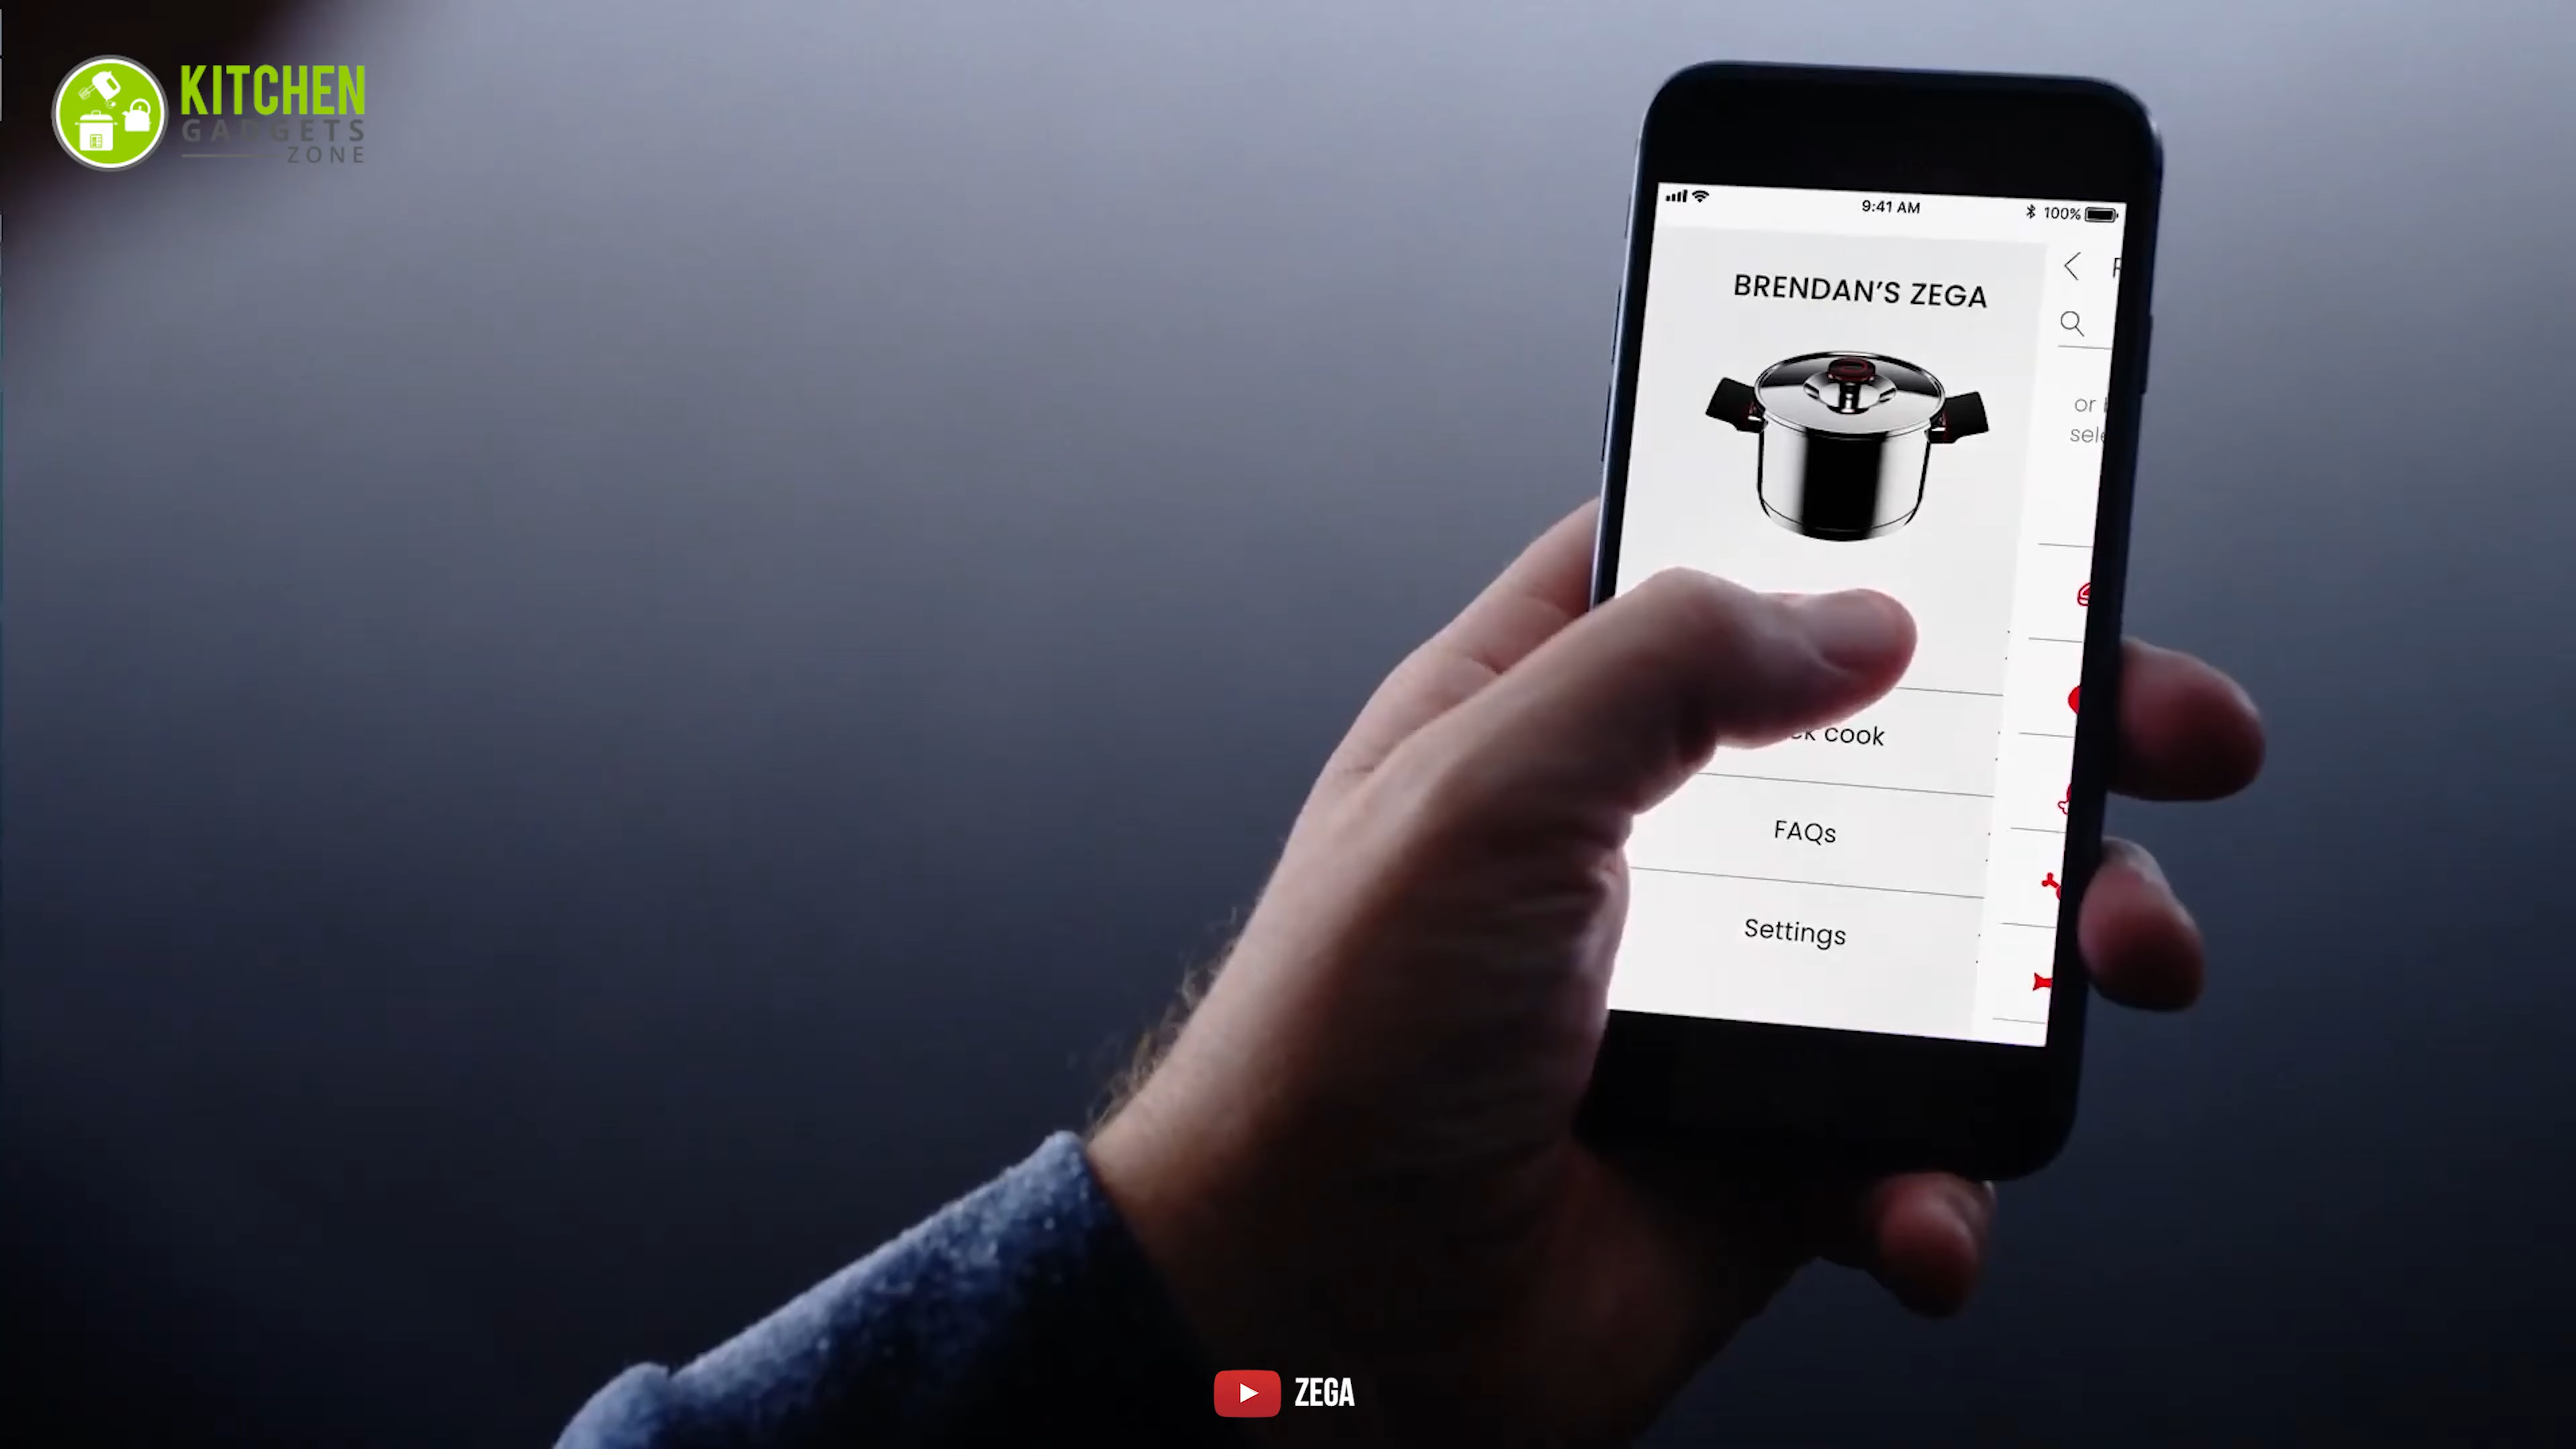 KITCHEN
GADGETS
ZONE
9:41 AM
100%
BRENDAN'S ZEGA
or
cook
FAQs
Settings
ZEGA